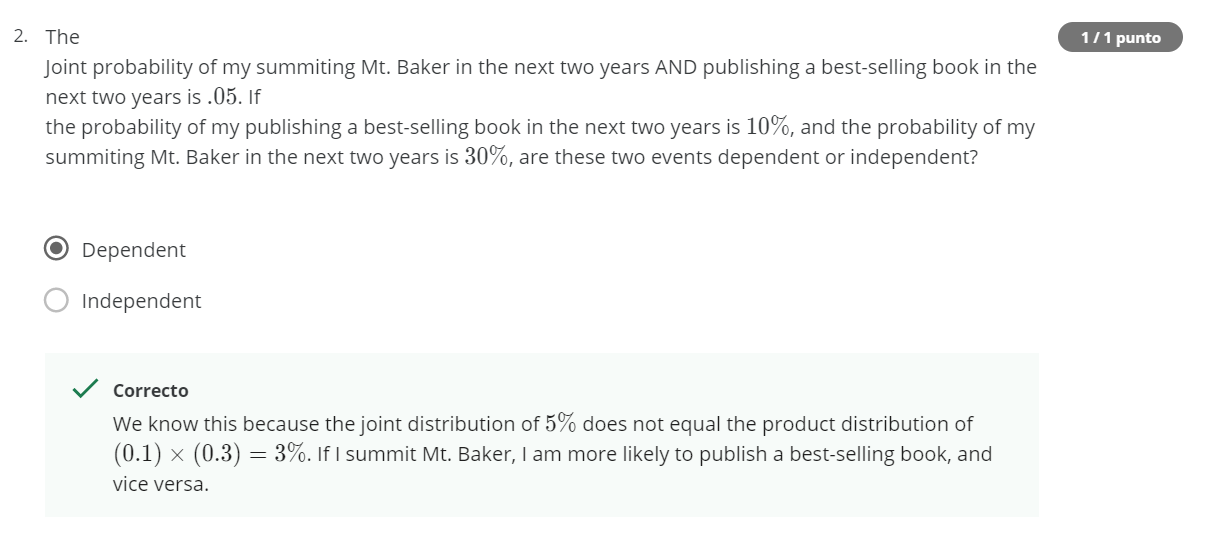 2. The
1 / 1 punto
Joint probability of my summiting Mt. Baker in the next two years AND publishing a best-selling book in the
next two years is .05. If
the probability of my publishing a best-selling book in the next two years is 10%, and the probability of my
summiting Mt. Baker in the next two years is 30%, are these two events dependent or independent?
Dependent
Independent
Correcto
We know this because the joint distribution of 5% does not equal the product distribution of
(0.1) × (0.3) = 3%. If I summit Mt. Baker, I am more likely to publish a best-selling book, and
vice versa.